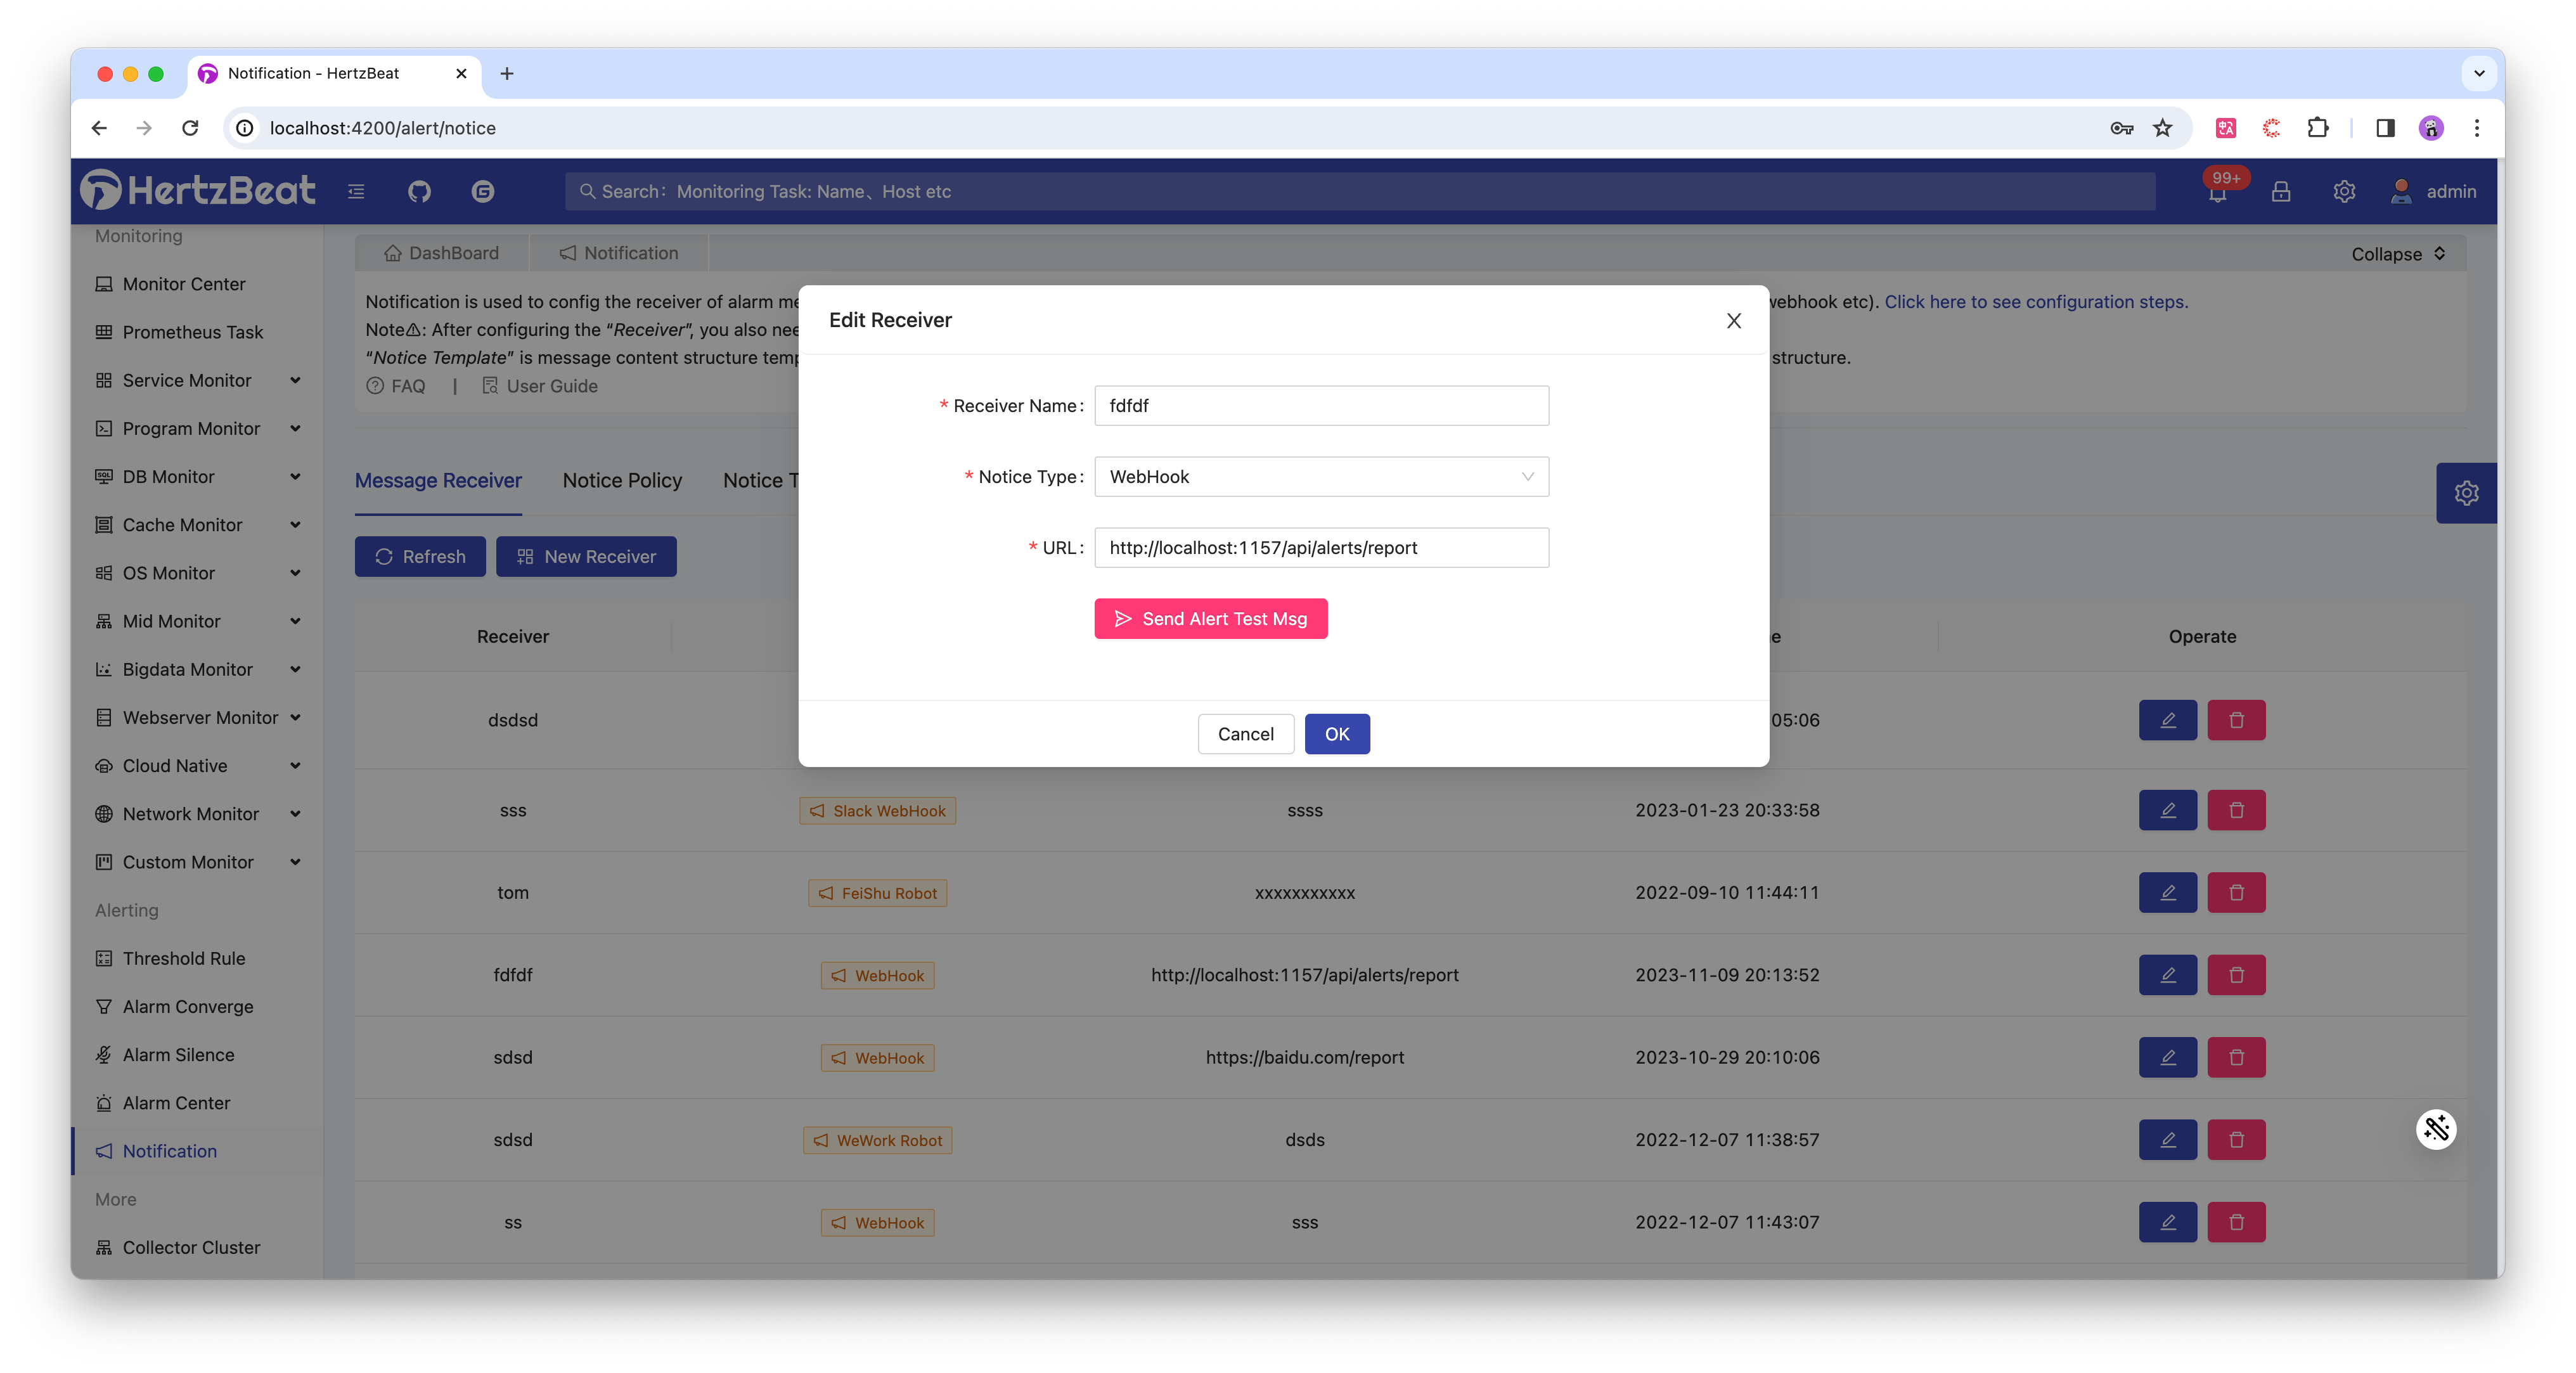 Notification - HertzBeat
localhost:4200/alert/notice
HertzBeat
Search： Monitoring Task: Name、Host etc
99+
admin
Monitoring
Monitor Center
Prometheus Task
Service Monitor
Program Monitor
DB Monitor
Cache Monitor
OS Monitor
Mid Monitor
Bigdata Monitor
Webserver Monitor
Cloud Native
Network Monitor
Custom Monitor
Alerting
Threshold Rule
Alarm Converge
Alarm Silence
Alarm Center
Notification
More
Collector Cluster
DashBoard
Notification
Collapse
Notification is used to config the receiver of alarm
etc). Click here to see configuration steps.
Note⚠: After configuring the “Receiver”, you also
“Notice Template” is message content structure
structure.
FAQ | User Guide
Message Receiver
Notice Policy
Notice
Refresh
New Receiver
Edit Receiver
* Receiver Name: fdfdf
* Notice Type: WebHook
* URL: http://localhost:1157/api/alerts/report
Send Alert Test Msg
Cancel
OK
Receiver
Operate
dsdsd 05:06
sss Slack WebHook ssss 2023-01-23 20:33:58
tom FeiShu Robot xxxxxxxxxxx 2022-09-10 11:44:11
fdfdf WebHook http://localhost:1157/api/alerts/report 2023-11-09 20:13:52
sdsd WebHook https://baidu.com/report 2023-10-29 20:10:06
sdsd WeWork Robot dsds 2022-12-07 11:38:57
ss WebHook sss 2022-12-07 11:43:07